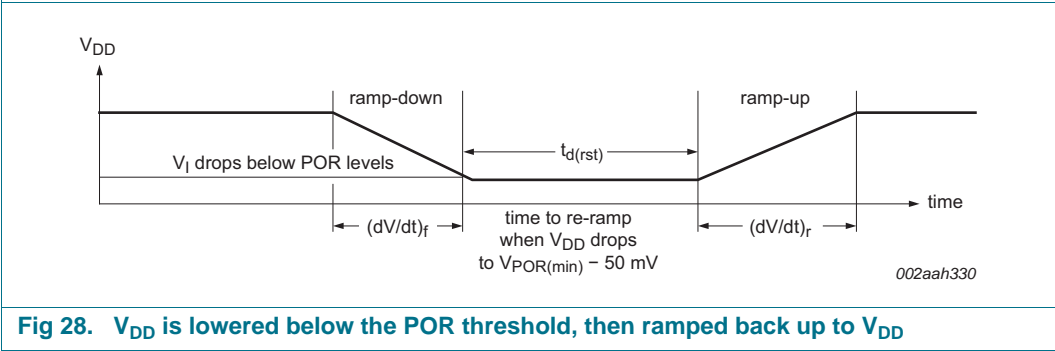 VDD
ramp-down
ramp-up
td(rst)
VI drops below POR levels
time
(dV/dt)f
time to re-ramp
when VDD drops
to VPOR(min) − 50 mV
(dV/dt)r
002aah330
Fig 28. VDD is lowered below the POR threshold, then ramped back up to VDD